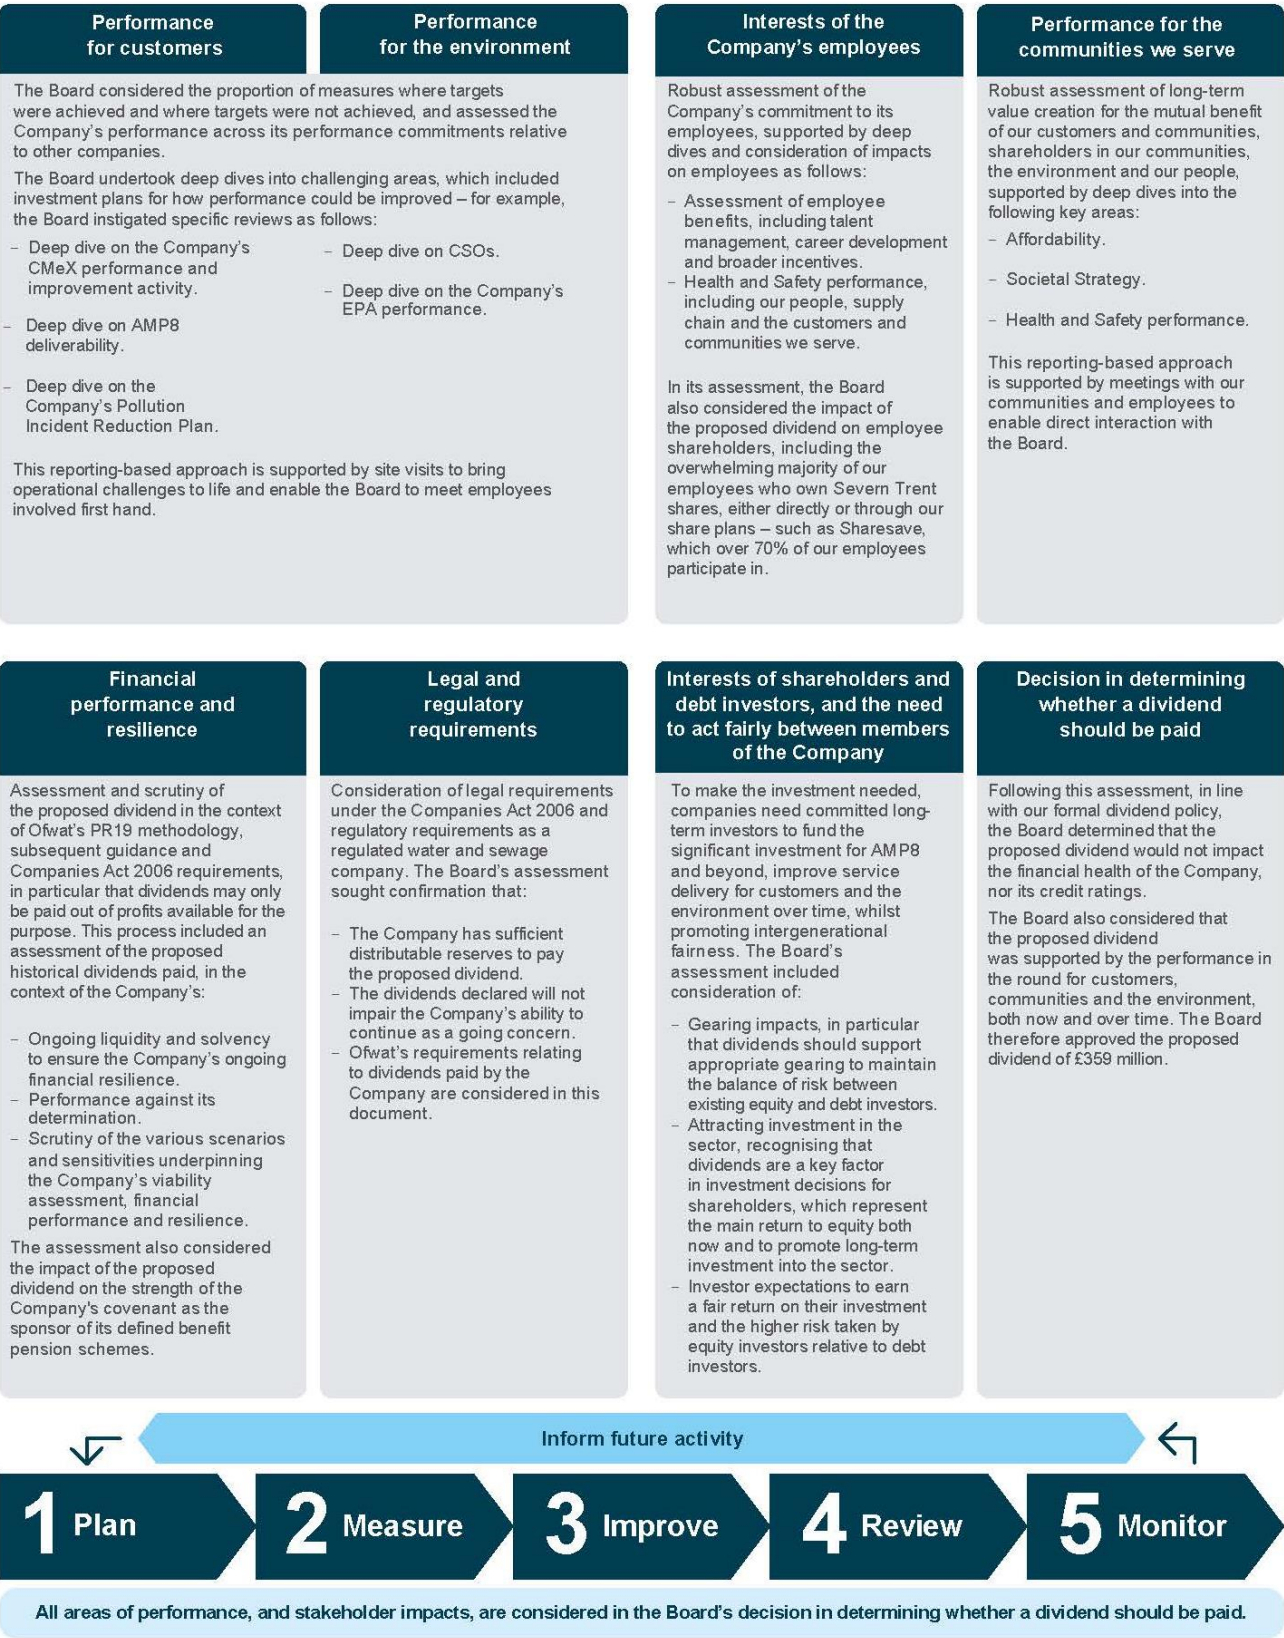 Performance
for customers
Performance
for the environment
The Board considered the proportion of measures where targets
were achieved and where targets were not achieved, and assessed the
Company's performance across its performance commitments relative
to other companies.
The Board undertook deep dives into challenging areas, which included
investment plans for how performance could be improved – for example,
the Board instigated specific reviews as follows:
– Deep dive on the Company's
CMeX performance and
improvement activity.
– Deep dive on AMP8
deliverability.
– Deep dive on the
Company's Pollution
Incident Reduction Plan.
– Deep dive on CSOs.
– Deep dive on the Company's
EPA performance.
This reporting-based approach is supported by site visits to bring
operational challenges to life and enable the Board to meet employees
involved first hand.
Interests of the
Company's employees
Robust assessment of the
Company's commitment to its
employees, supported by deep
dives and consideration of impacts
on employees as follows:
– Assessment of employee
benefits, including talent
management, career development
and broader incentives.
– Health and Safety performance,
including our people, supply
chain and the customers and
communities we serve.
In its assessment, the Board
also considered the impact of
the proposed dividend on employee
shareholders, including the
overwhelming majority of our
employees who own Severn Trent
shares, either directly or through our
share plans – such as Sharesave,
which over 70% of our employees
participate in.
Performance for the
communities we serve
Robust assessment of long-term
value creation for the mutual benefit
of our customers and communities,
shareholders in our communities,
the environment and our people,
supported by deep dives into the
following key areas:
– Affordability.
– Societal Strategy.
– Health and Safety performance.
This reporting-based approach
is supported by meetings with our
communities and employees to
enable direct interaction with
the Board.
Financial
performance and
resilience
Assessment and scrutiny of
the proposed dividend in the context
of Ofwat's PR19 methodology,
subsequent guidance and
Companies Act 2006 requirements,
in particular that dividends may only
be paid out of profits available for the
purpose. This process included an
assessment of the proposed
historical dividends paid, in the
context of the Company's:
– Ongoing liquidity and solvency
to ensure the Company's ongoing
financial resilience.
– Performance against its
determination.
– Scrutiny of the various scenarios
and sensitivities underpinning
the Company's viability
assessment, financial
performance and resilience.
The assessment also considered
the impact of the proposed
dividend on the strength of the
Company's covenant as the
sponsor of its defined benefit
pension schemes.
Legal and
regulatory
requirements
Consideration of legal requirements
under the Companies Act 2006 and
regulatory requirements as a
regulated water and sewage
company. The Board's assessment
sought confirmation that:
– The Company has sufficient
distributable reserves to pay
the proposed dividend.
– The dividends declared will not
impair the Company's ability to
continue as a going concern.
– Ofwat's requirements relating
to dividends paid by the
Company are considered in this
document.
Interests of shareholders and
debt investors, and the need
to act fairly between members
of the Company
To make the investment needed,
companies need committed long-
term investors to fund the
significant investment for AMP8
and beyond, improve service
delivery for customers and the
environment over time, whilst
promoting intergenerational
fairness. The Board's
assessment included
consideration of:
– Gearing impacts, in particular
that dividends should support
appropriate gearing to maintain
the balance of risk between
existing equity and debt investors.
– Attracting investment in the
sector, recognising that
dividends are a key factor
in investment decisions for
shareholders, which represent
the main return to equity both
now and to promote long-term
investment into the sector.
– Investor expectations to earn
a fair return on their investment
and the higher risk taken by
equity investors relative to debt
investors.
Decision in determining
whether a dividend
should be paid
Following this assessment, in line
with our formal dividend policy,
the Board determined that the
proposed dividend would not impact
the financial health of the Company,
nor its credit ratings.
The Board also considered that
the proposed dividend
was supported by the performance in
the round for customers,
communities and the environment,
both now and over time. The Board
therefore approved the proposed
dividend of £359 million.
Inform future activity
1 Plan
2 Measure
3 Improve
4 Review
5 Monitor
All areas of performance, and stakeholder impacts, are considered in the Board's decision in determining whether a dividend should be paid.